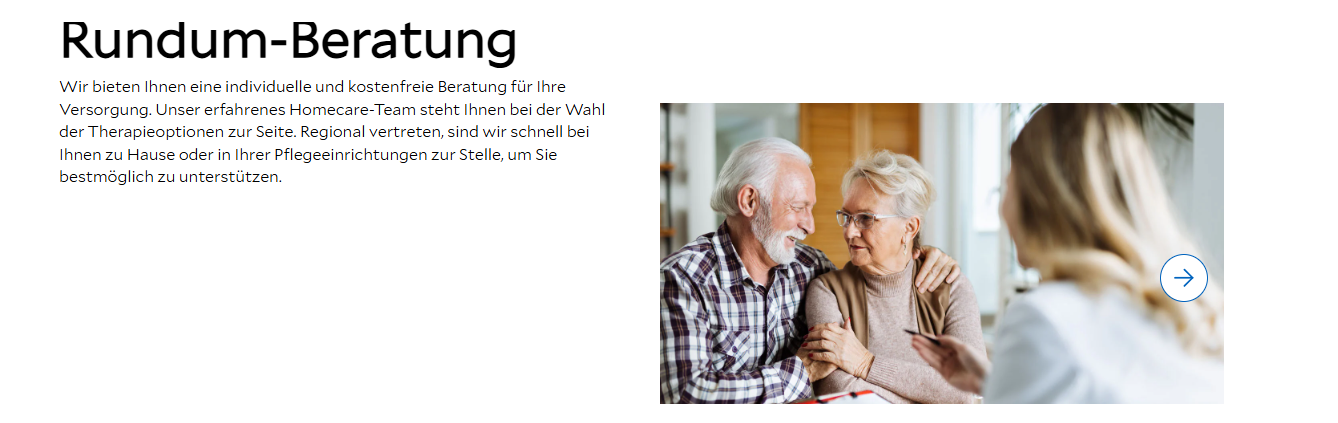 Rundum-Beratung
Wir bieten Ihnen eine individuelle und kostenfreie Beratung für Ihre
Versorgung. Unser erfahrenes Homecare-Team steht Ihnen bei der Wahl
der Therapieoptionen zur Seite. Regional vertreten, sind wir schnell bei
Ihnen zu Hause oder in Ihrer Pflegeeinrichtungen zur Stelle, um Sie
bestmöglich zu unterstützen.